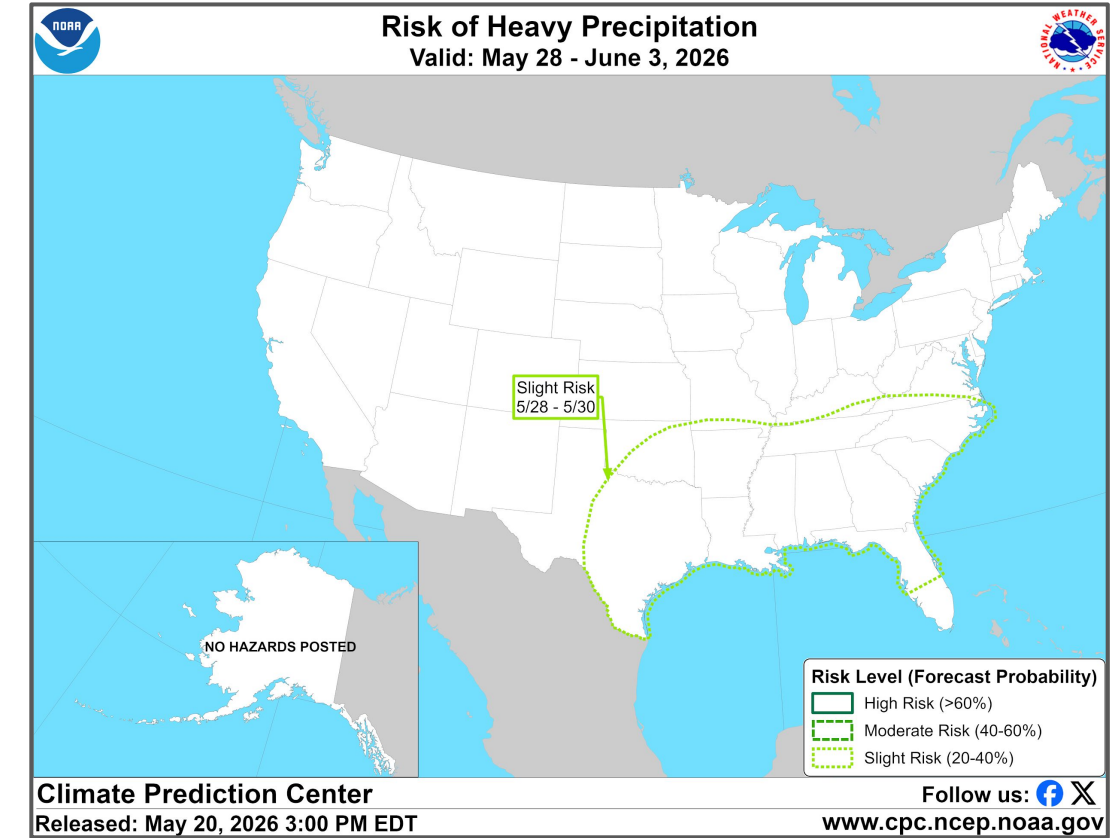 NOAA
Risk of Heavy Precipitation
Valid: May 28 - June 3, 2026
NATIONAL WEATHER SERVICE
Slight Risk
5/28 - 5/30
NO HAZARDS POSTED
Risk Level (Forecast Probability)
High Risk (>60%)
Moderate Risk (40-60%)
Slight Risk (20-40%)
Climate Prediction Center
Follow us:
Released: May 20, 2026 3:00 PM EDT
www.cpc.ncep.noaa.gov